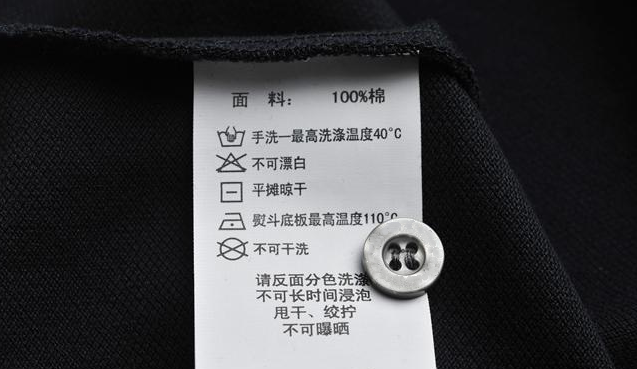 面 料： 100%棉
手洗一最高洗涤温度40°C
不可漂白
平摊晾干
熨斗底板最高温度110°C
不可干洗
请反面分色洗涤
不可长时间浸泡
甩干、绞拧
不可曝晒